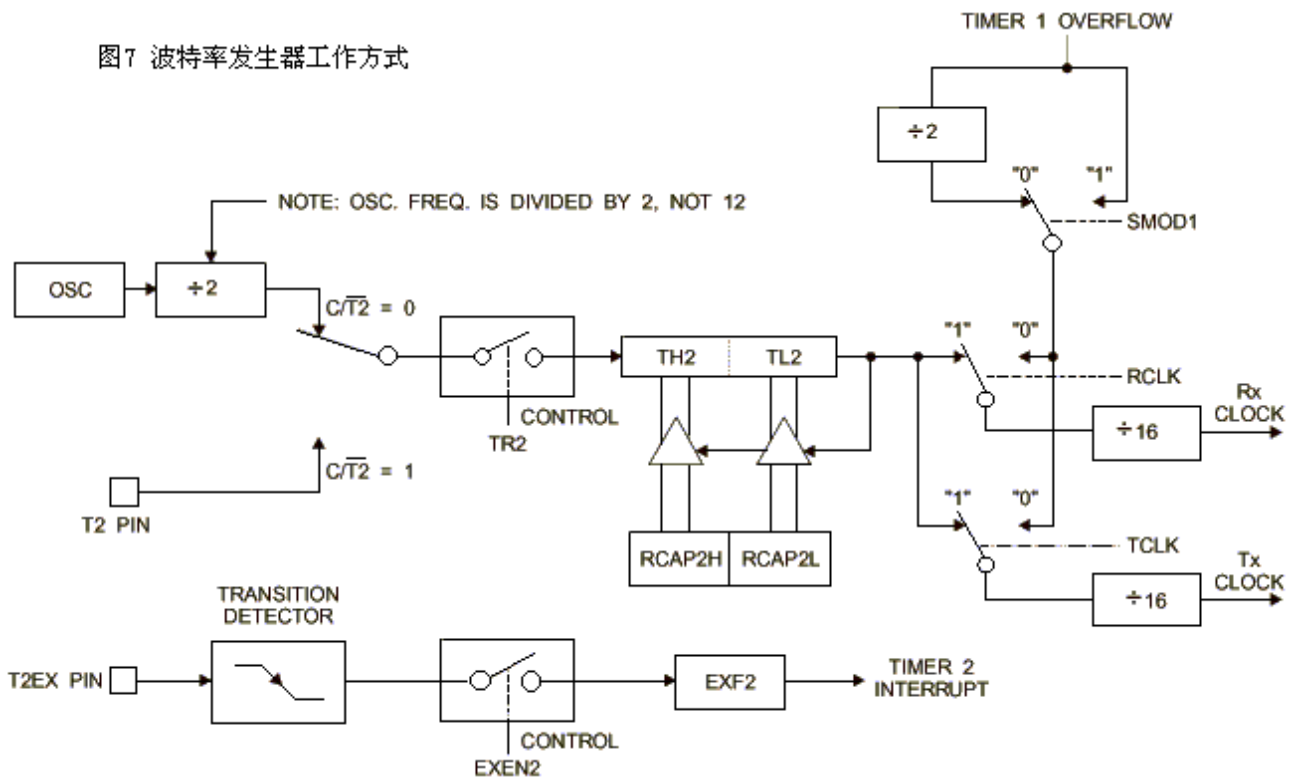 TIMER 1 OVERFLOW
图7 波特率发生器工作方式
÷2
"0" "1"
NOTE: OSC. FREQ. IS DIVIDED BY 2, NOT 12
SMOD1
OSC
÷2
C/T̅2̅ = 0
TH2
TL2
"1" "0"
RCLK
CONTROL
TR2
Rx
CLOCK
÷16
C/T̅2̅ = 1
T2 PIN
"1" "0"
RCAP2H
RCAP2L
TCLK
Tx
CLOCK
÷16
TRANSITION
DETECTOR
T2EX PIN
EXF2
TIMER 2
INTERRUPT
CONTROL
EXEN2